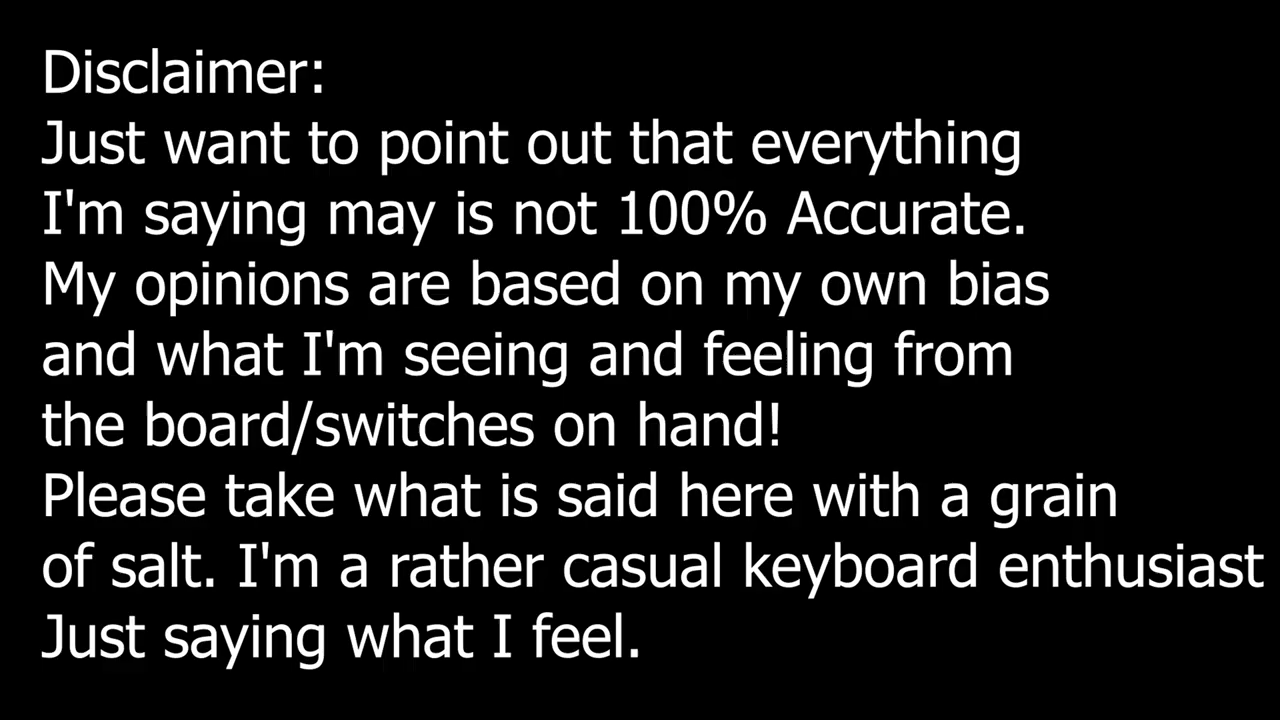 Disclaimer:
Just want to point out that everything
I'm saying may is not 100% Accurate.
My opinions are based on my own bias
and what I'm seeing and feeling from
the board/switches on hand!
Please take what is said here with a grain
of salt. I'm a rather casual keyboard enthusiast
Just saying what I feel.